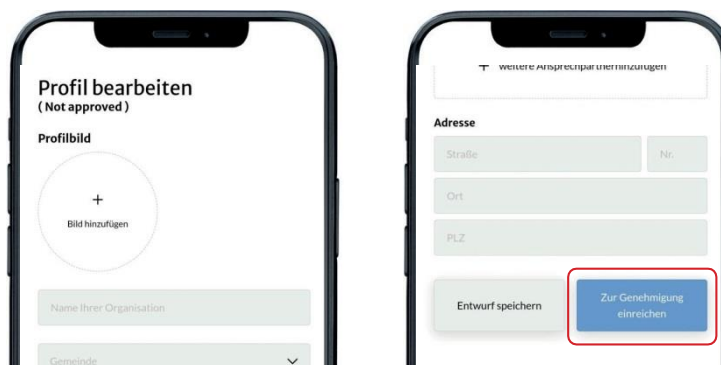 Profil bearbeiten
( Not approved )
Profilbild
+
Bild hinzufügen
Name Ihrer Organisation
Gemeinde
+ weitere Ansprechpartnerhinzufügen
Adresse
Straße
Nr.
Ort
PLZ
Entwurf speichern
Zur Genehmigung
einreichen